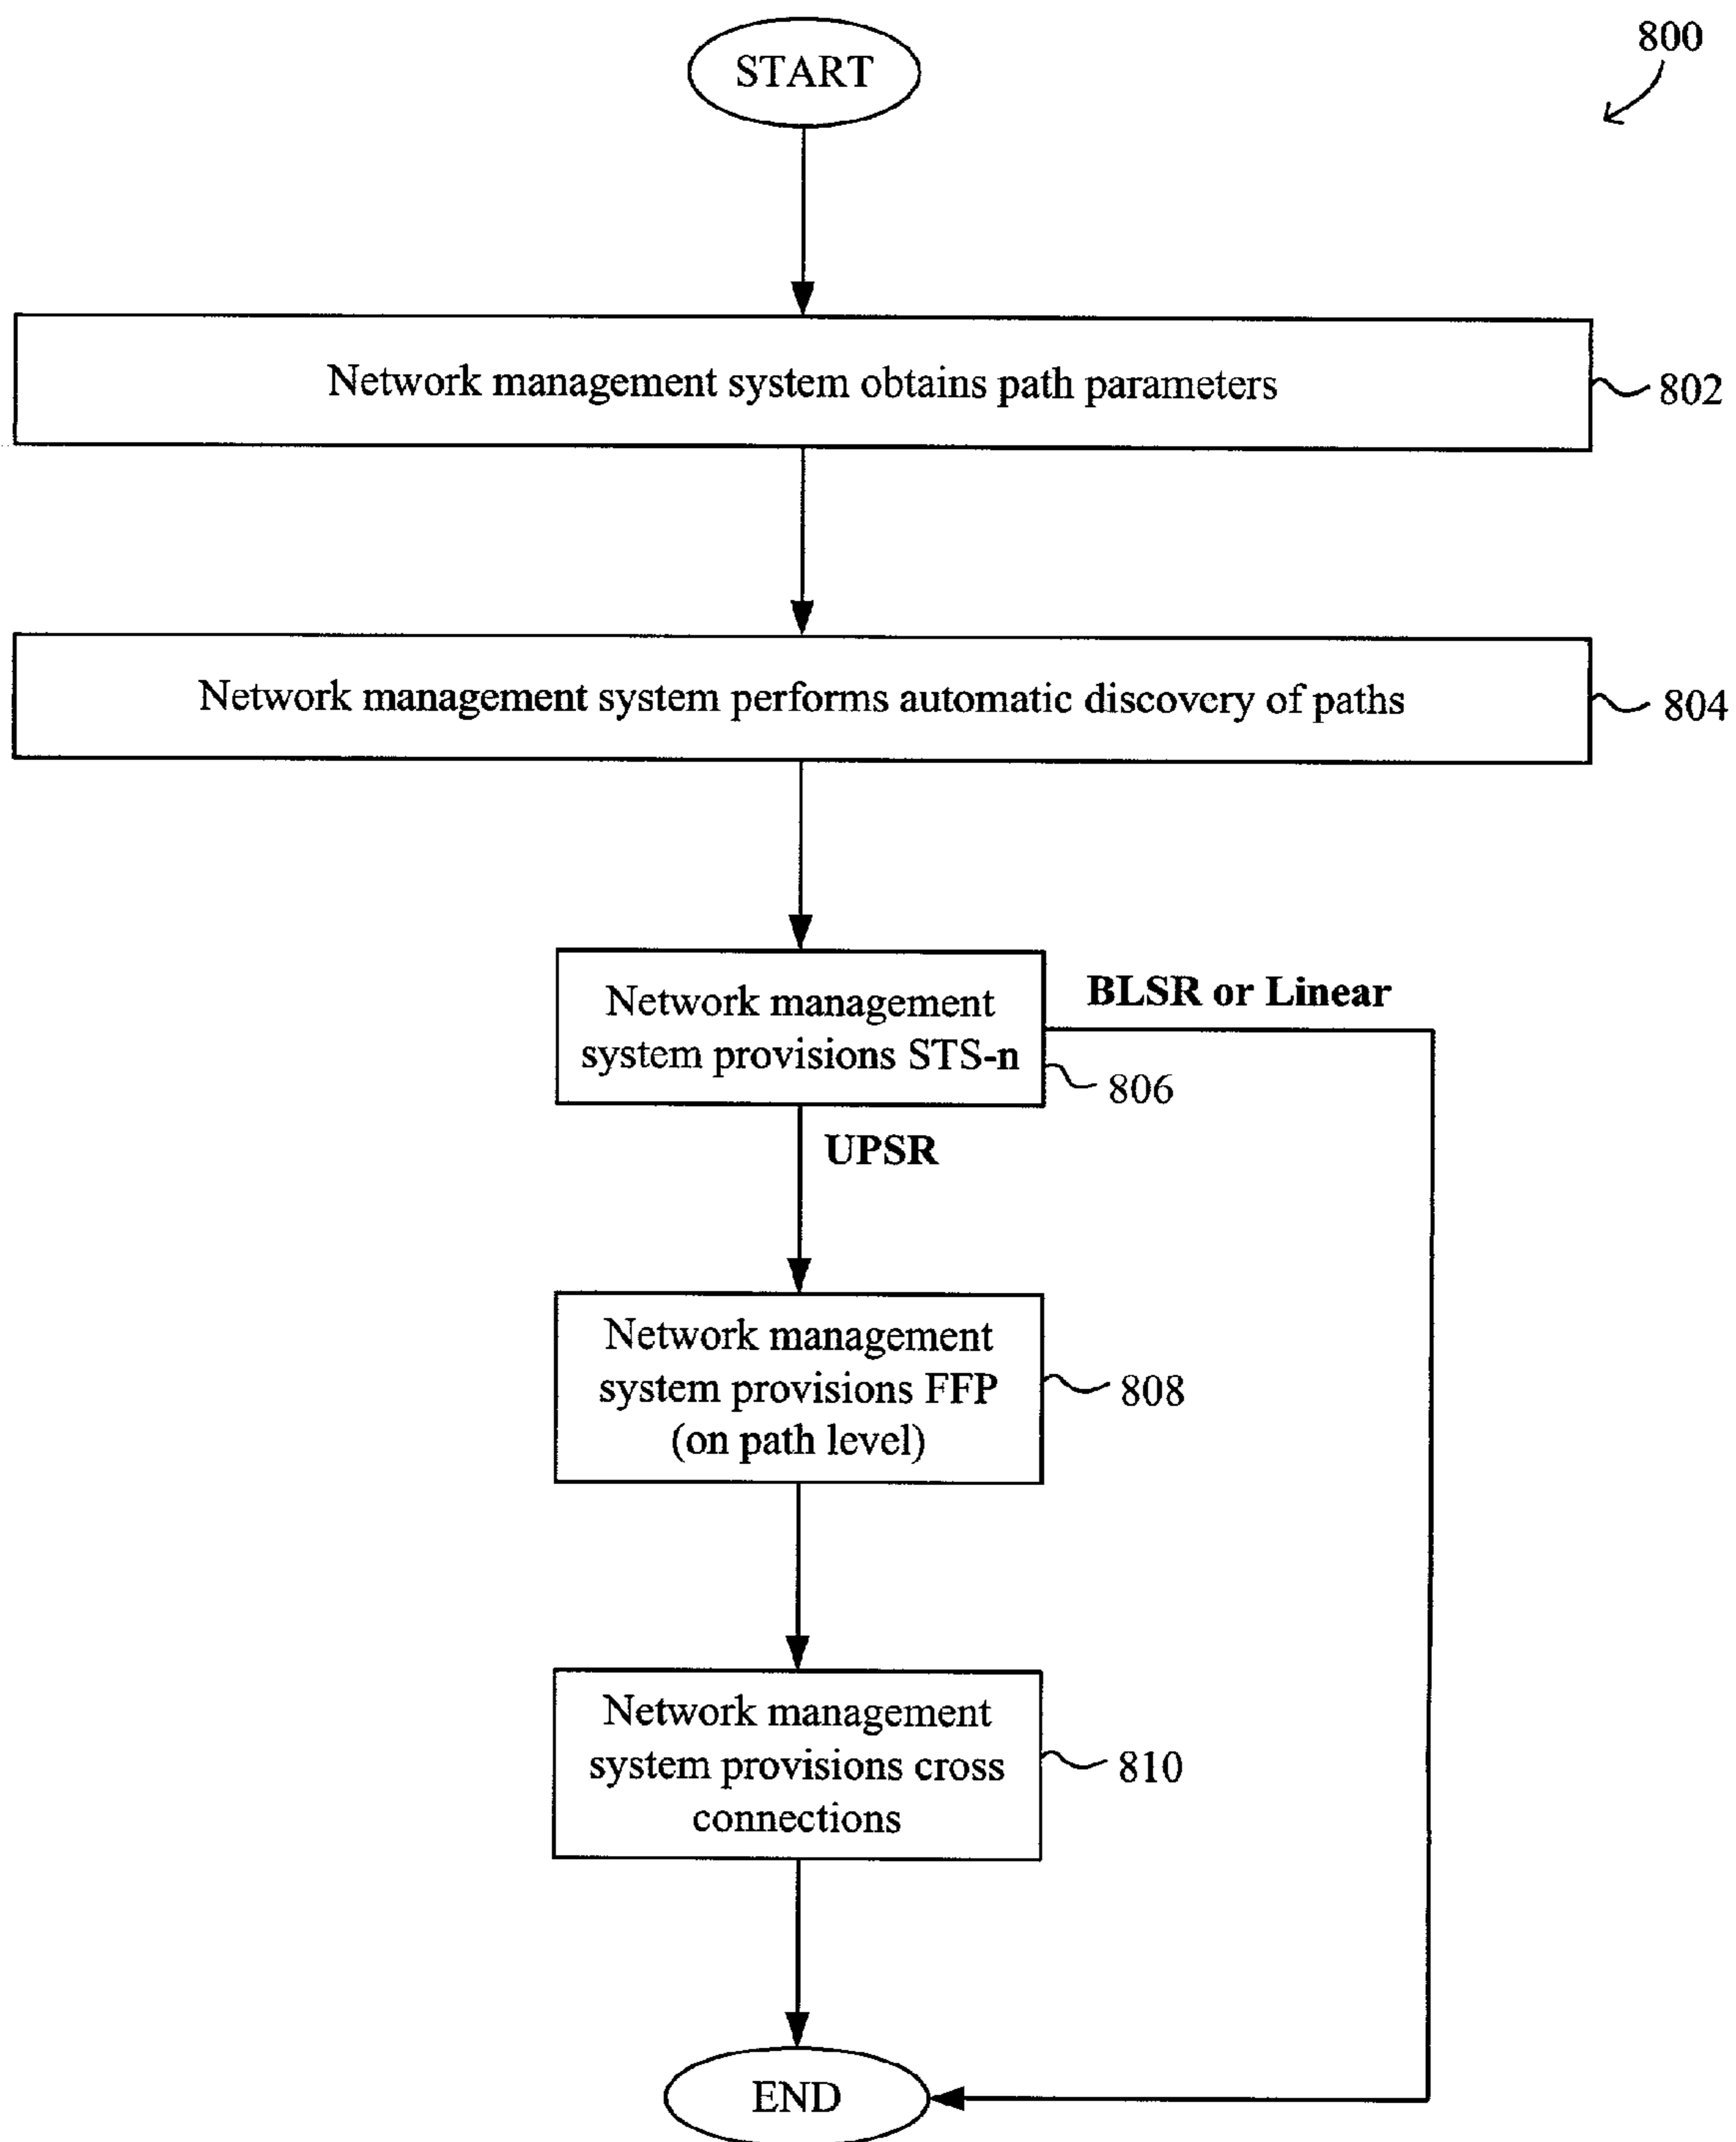 START
800
Network management system obtains path parameters
802
Network management system performs automatic discovery of paths
804
Network management
system provisions STS-n
806
BLSR or Linear
UPSR
Network management
system provisions FFP
(on path level)
808
Network management
system provisions cross
connections
810
END